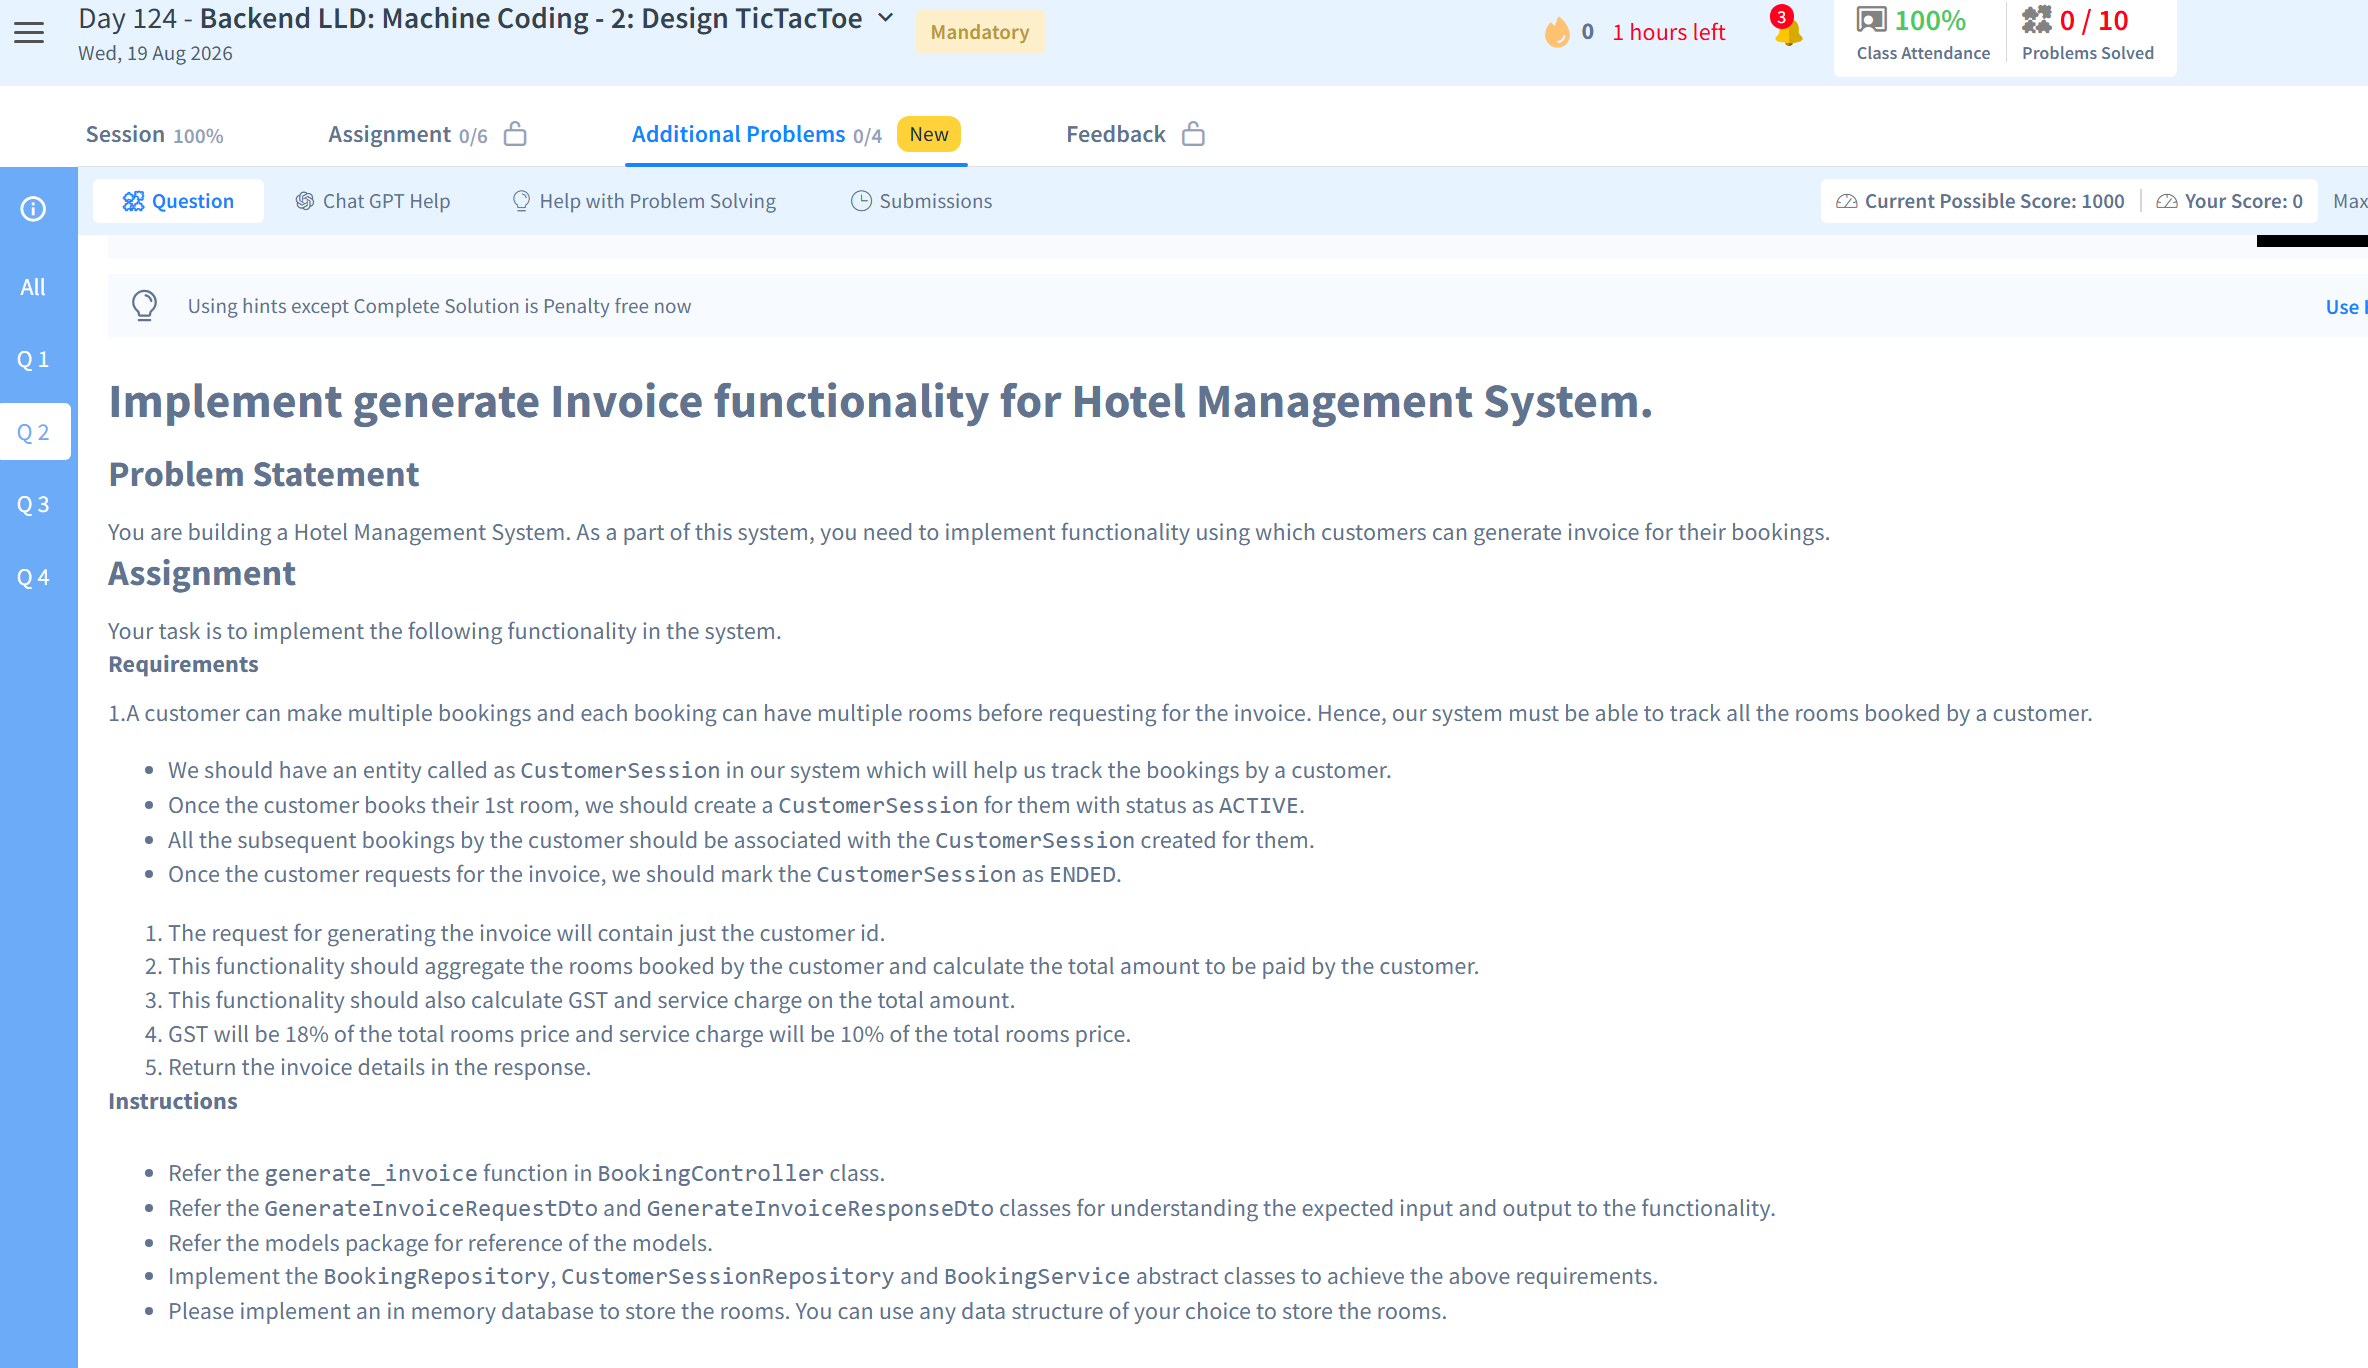 Day 124 - Backend LLD: Machine Coding - 2: Design TicTacToe
Mandatory
Wed, 19 Aug 2026
0
1 hours left
3
100%
Class Attendance
0 / 10
Problems Solved
Session 100%
Assignment 0/6
Additional Problems 0/4 New
Feedback
Question
Chat GPT Help
Help with Problem Solving
Submissions
Current Possible Score: 1000
Your Score: 0
Max
All
Q 1
Q 2
Q 3
Q 4
Using hints except Complete Solution is Penalty free now
Use
Implement generate Invoice functionality for Hotel Management System.
Problem Statement
You are building a Hotel Management System. As a part of this system, you need to implement functionality using which customers can generate invoice for their bookings.
Assignment
Your task is to implement the following functionality in the system.
Requirements
1.A customer can make multiple bookings and each booking can have multiple rooms before requesting for the invoice. Hence, our system must be able to track all the rooms booked by a customer.
• We should have an entity called as CustomerSession in our system which will help us track the bookings by a customer.
• Once the customer books their 1st room, we should create a CustomerSession for them with status as ACTIVE.
• All the subsequent bookings by the customer should be associated with the CustomerSession created for them.
• Once the customer requests for the invoice, we should mark the CustomerSession as ENDED.
1. The request for generating the invoice will contain just the customer id.
2. This functionality should aggregate the rooms booked by the customer and calculate the total amount to be paid by the customer.
3. This functionality should also calculate GST and service charge on the total amount.
4. GST will be 18% of the total rooms price and service charge will be 10% of the total rooms price.
5. Return the invoice details in the response.
Instructions
• Refer the generate_invoice function in BookingController class.
• Refer the GenerateInvoiceRequestDto and GenerateInvoiceResponseDto classes for understanding the expected input and output to the functionality.
• Refer the models package for reference of the models.
• Implement the BookingRepository, CustomerSessionRepository and BookingService abstract classes to achieve the above requirements.
• Please implement an in memory database to store the rooms. You can use any data structure of your choice to store the rooms.